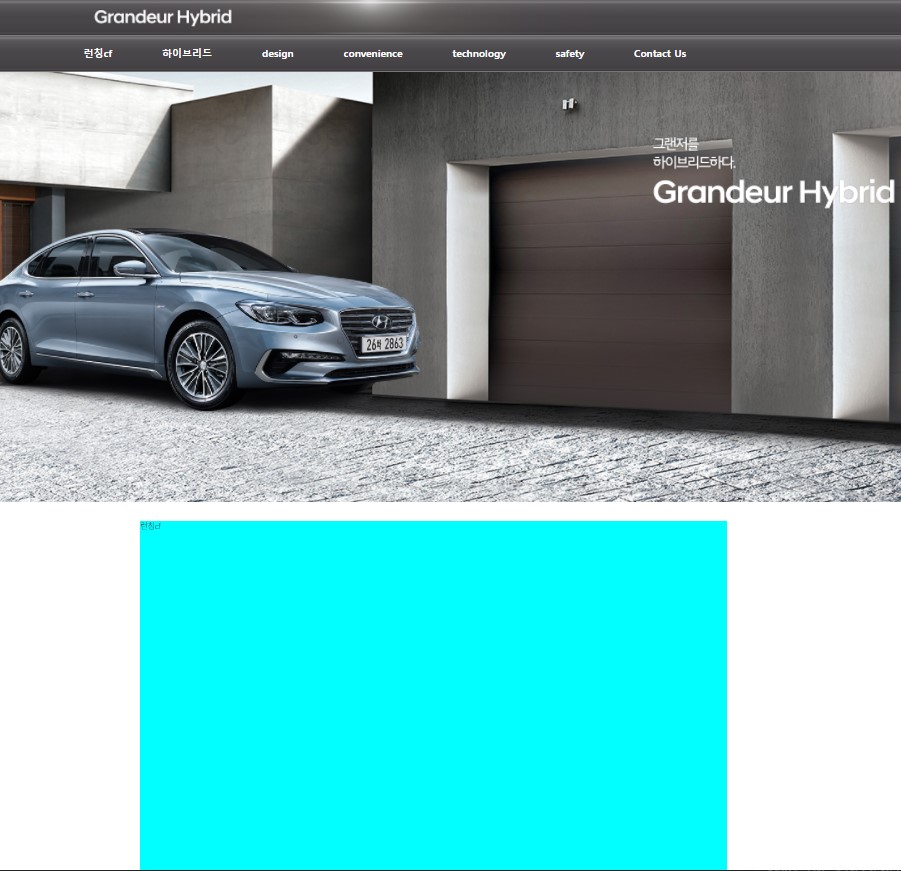 Grandeur Hybrid
런칭cf 하이브리드 design convenience technology safety Contact Us
그랜저를
하이브리드하다.
Grandeur Hybrid
26하 2863
런칭cf